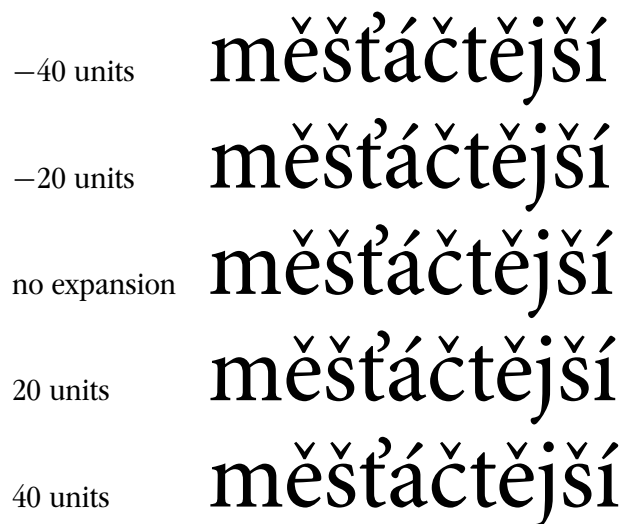 −40 units měšťáčtější
−20 units měšťáčtější
no expansion měšťáčtější
20 units měšťáčtější
40 units měšťáčtější